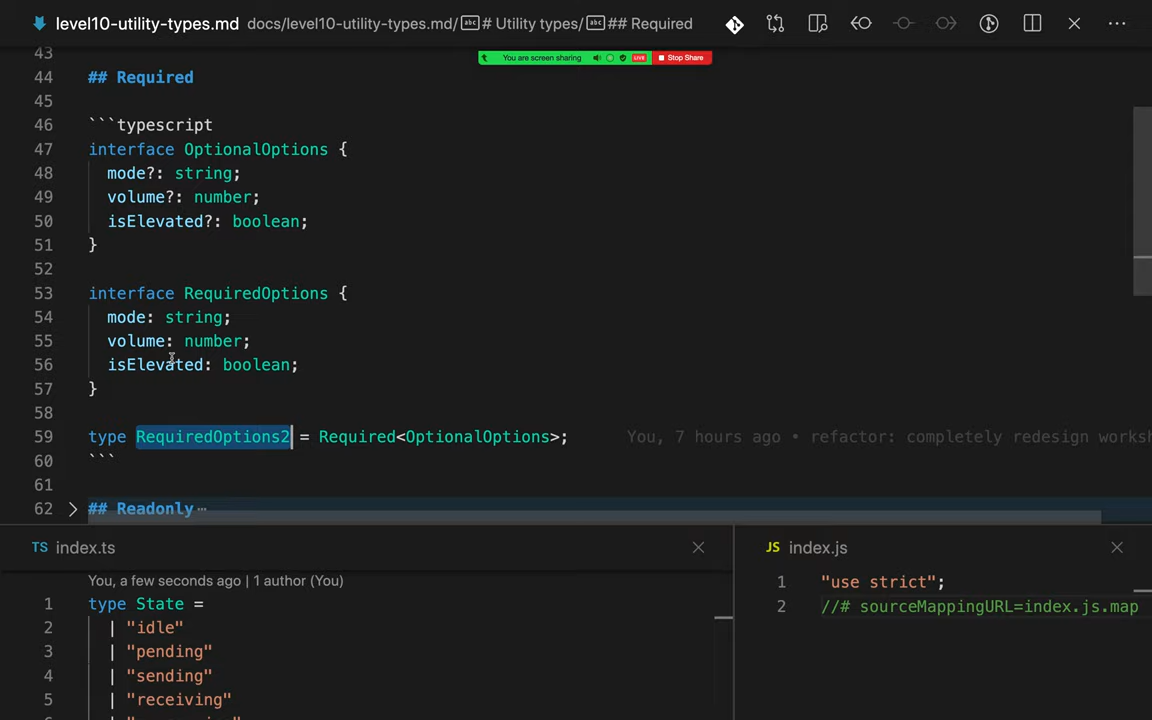 level10-utility-types.md docs/level10-utility-types.md/ abc # Utility types/ abc ## Required
You are screen sharing LIVE Stop Share
43
44 ## Required
45
46 ```typescript
47 interface OptionalOptions {
48 mode?: string;
49 volume?: number;
50 isElevated?: boolean;
51 }
52
53 interface RequiredOptions {
54 mode: string;
55 volume: number;
56 isElevated: boolean;
57 }
58
59 type RequiredOptions2 = Required<OptionalOptions>; You, 7 hours ago • refactor: completely redesign worksh
60 ```
61
62 ## Readonly
TS index.ts
You, a few seconds ago | 1 author (You)
1 type State =
2 | "idle"
3 | "pending"
4 | "sending"
5 | "receiving"
6
JS index.js
1 "use strict";
2 //# sourceMappingURL=index.js.map